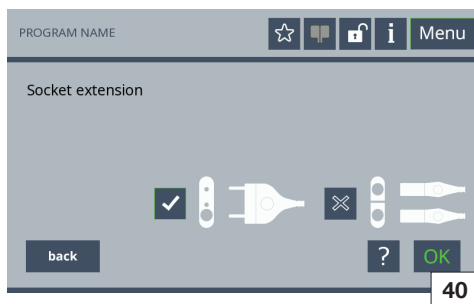 PROGRAM NAME
i Menu
Socket extension
back ? OK
40